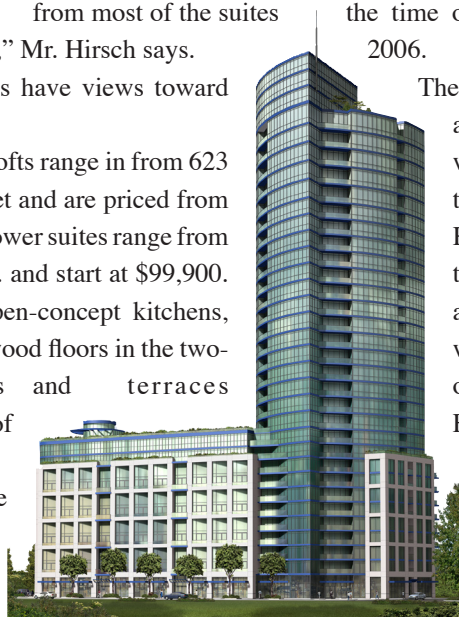 from most of the suites
,” Mr. Hirsch says.
s have views toward
ofts range in from 623
et and are priced from
ower suites range from
. and start at $99,900.
pen-concept kitchens,
ood floors in the two-
s and terraces
of
e
the time o
2006.
The
a
t
t
a
o